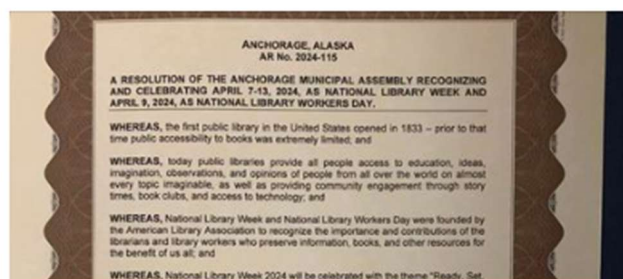 ANCHORAGE, ALASKA
AR No. 2024-115
A RESOLUTION OF THE ANCHORAGE MUNICIPAL ASSEMBLY RECOGNIZING
AND CELEBRATING APRIL 7-13, 2024, AS NATIONAL LIBRARY WEEK AND
APRIL 9, 2024, AS NATIONAL LIBRARY WORKERS DAY.
WHEREAS, the first public library in the United States opened in 1833 – prior to that
time public accessibility to books was extremely limited; and
WHEREAS, today public libraries provide all people access to education, ideas,
imagination, observations, and opinions of people from all over the world on almost
every topic imaginable, as well as providing community engagement through story
times, book clubs, and access to technology; and
WHEREAS, National Library Week and National Library Workers Day were founded by
the American Library Association to recognize the importance and contributions of the
librarians and library workers who preserve information, books, and other resources for
the benefit of us all; and
WHEREAS, National Library Week 2024 will be celebrated with the theme "Ready, Set,